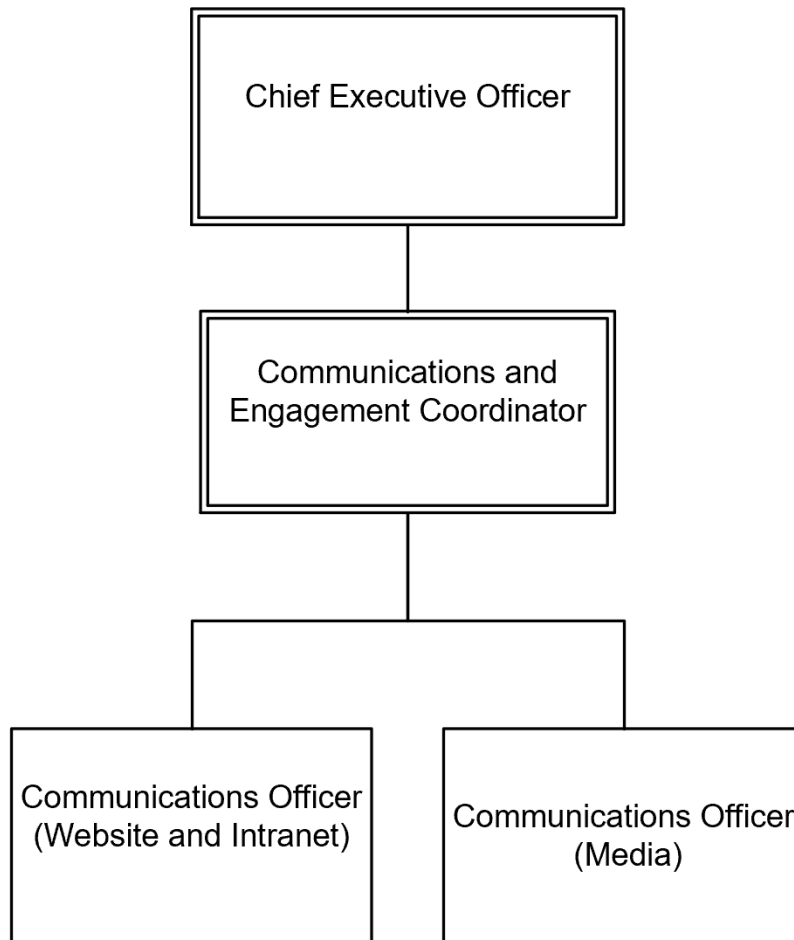 Chief Executive Officer
Communications and
Engagement Coordinator
Communications Officer
(Website and Intranet)
Communications Officer
(Media)